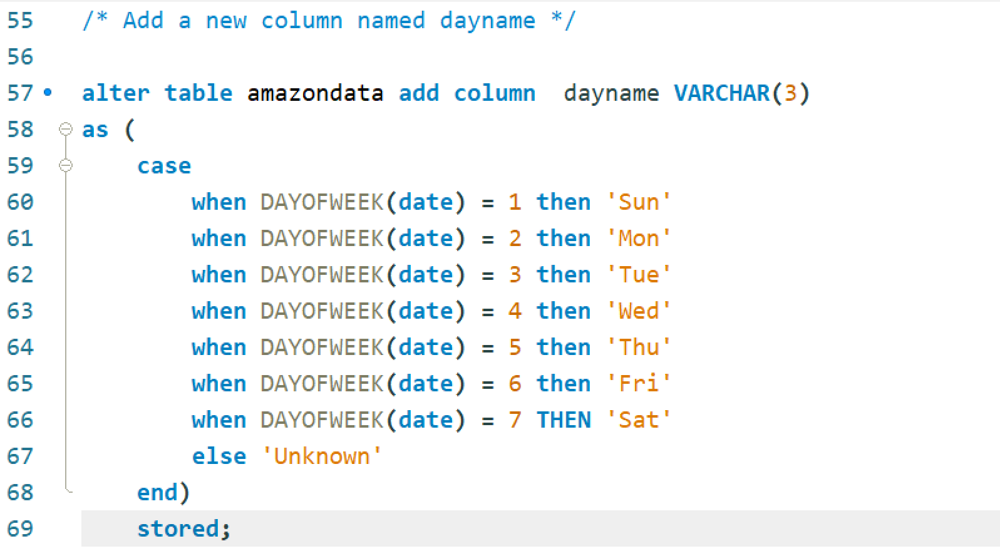 55 /* Add a new column named dayname */
56
57 alter table amazondata add column  dayname VARCHAR(3)
58 as (
59     case
60         when DAYOFWEEK(date) = 1 then 'Sun'
61         when DAYOFWEEK(date) = 2 then 'Mon'
62         when DAYOFWEEK(date) = 3 then 'Tue'
63         when DAYOFWEEK(date) = 4 then 'Wed'
64         when DAYOFWEEK(date) = 5 then 'Thu'
65         when DAYOFWEEK(date) = 6 then 'Fri'
66         when DAYOFWEEK(date) = 7 THEN 'Sat'
67         else 'Unknown'
68     end)
69     stored;